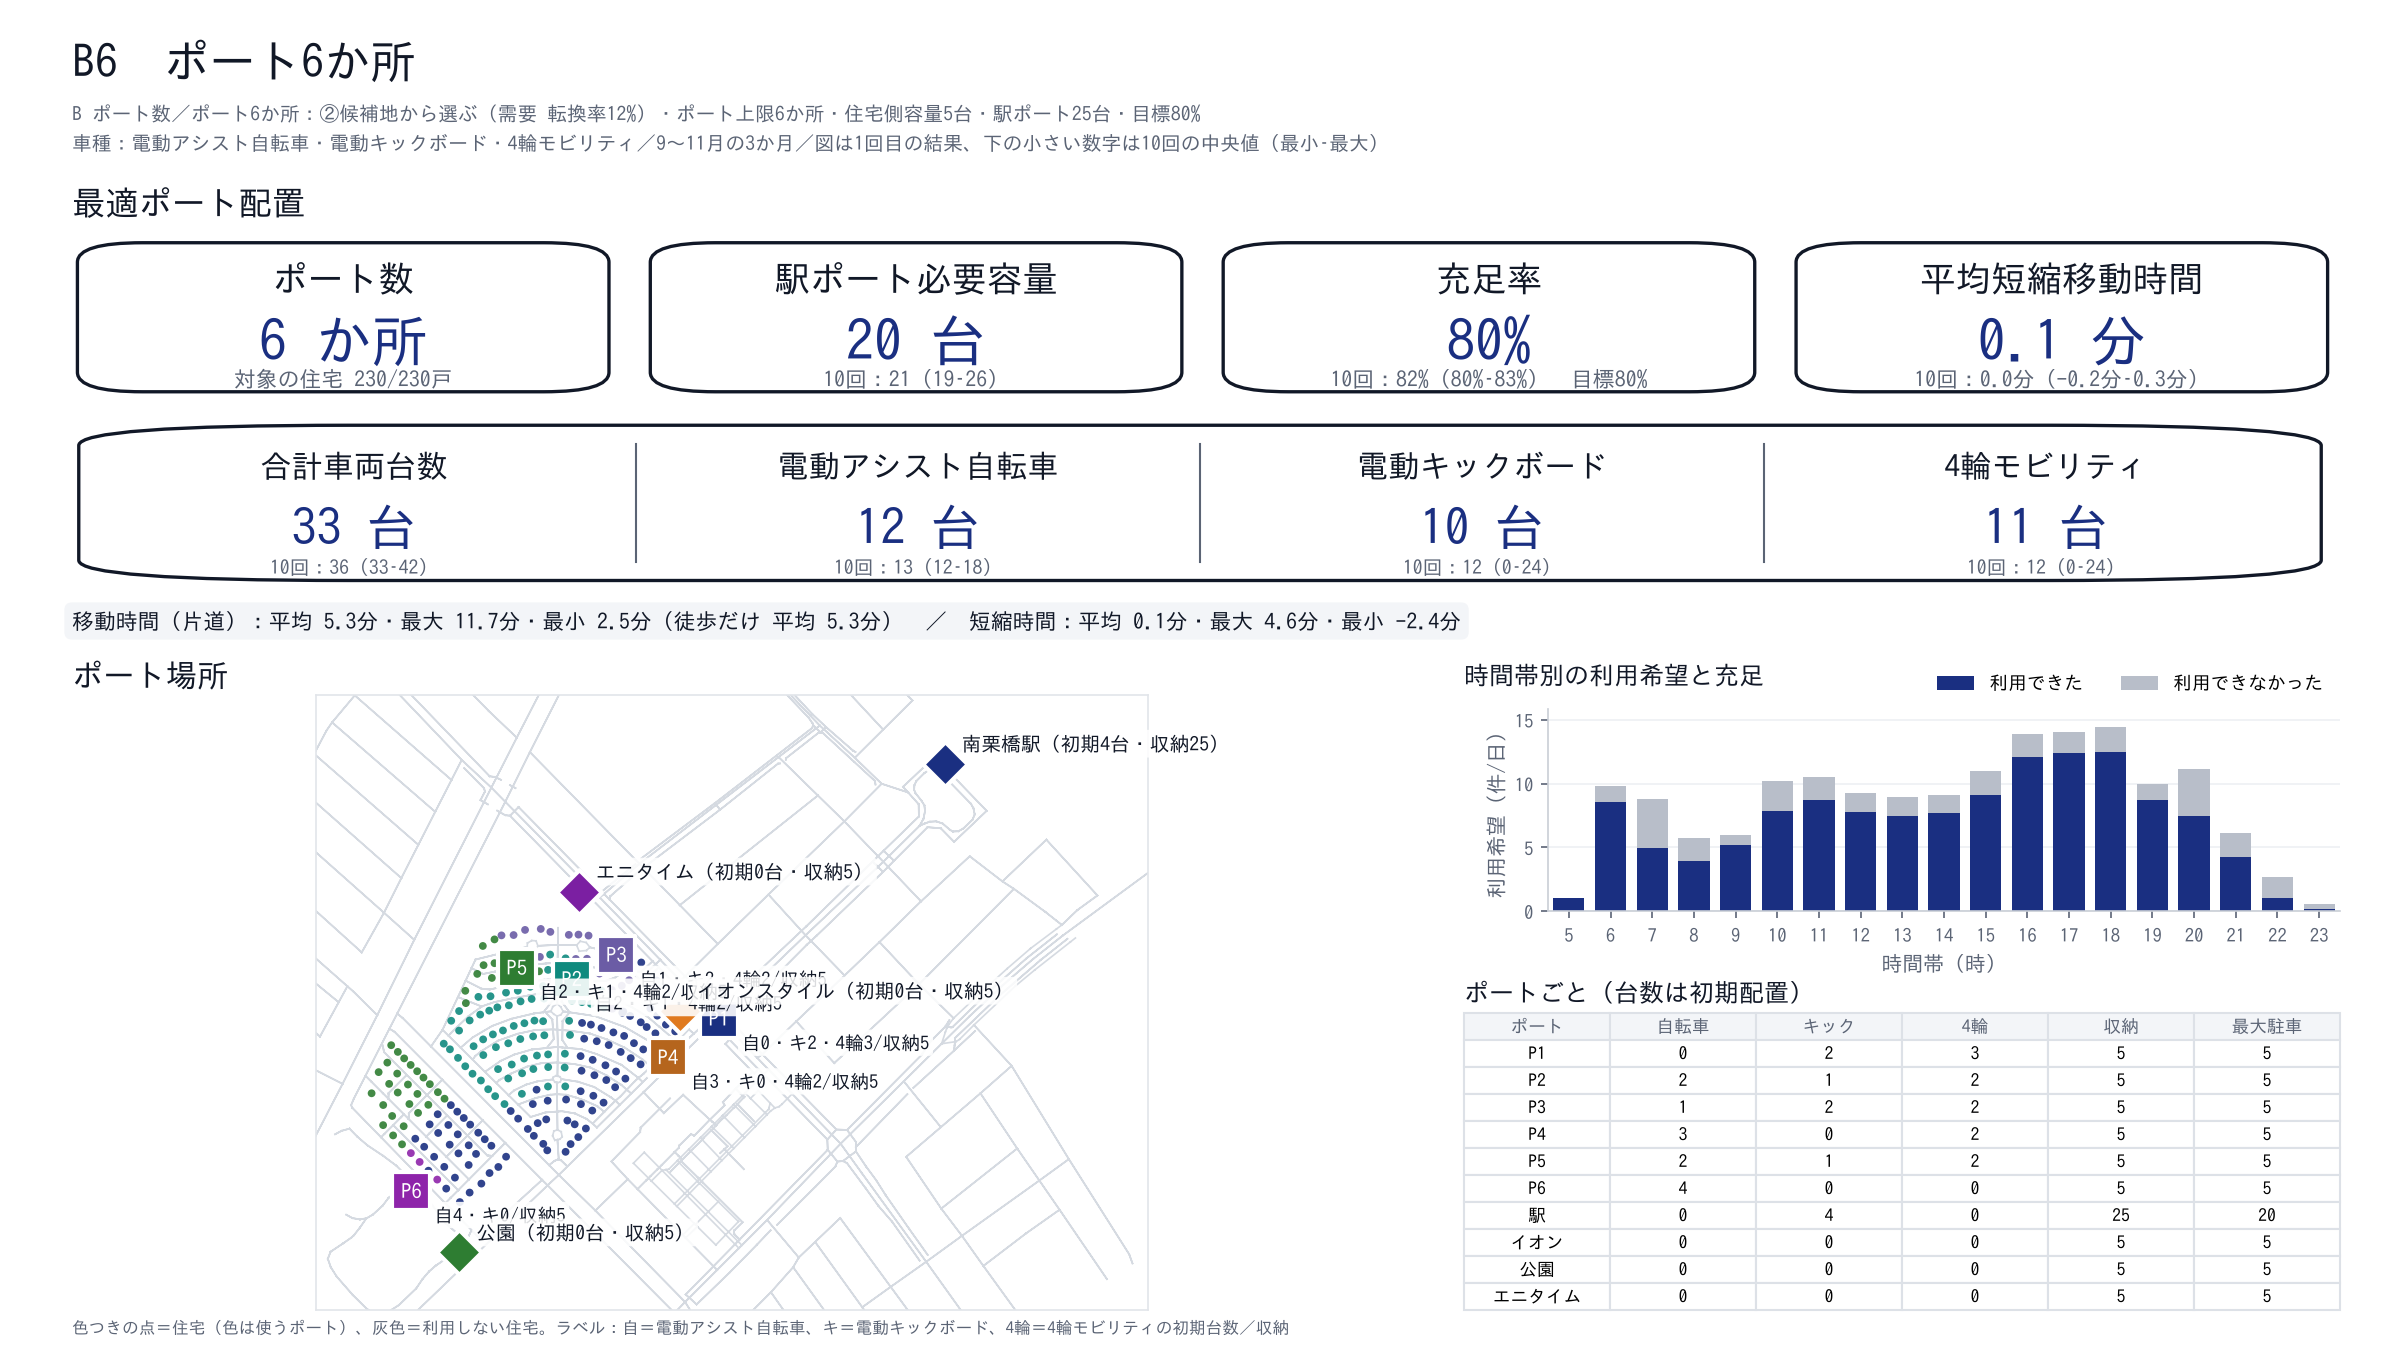 B6　ポート6か所
B ポート数／ポート6か所：②候補地から選ぶ（需要 転換率12%）・ポート上限6か所・住宅側容量5台・駅ポート25台・目標80%
車種：電動アシスト自転車・電動キックボード・4輪モビリティ／9〜11月の3か月／図は1回目の結果、下の小さい数字は10回の中央値（最小-最大）
最適ポート配置
ポート数
6 か所
対象の住宅 230/230戸
駅ポート必要容量
20 台
10回：21（19-26）
充足率
80%
10回：82%（80%-83%）　目標80%
平均短縮移動時間
0.1 分
10回：0.0分（-0.2分-0.3分）
合計車両台数
33 台
10回：36（33-42）
電動アシスト自転車
12 台
10回：13（12-18）
電動キックボード
10 台
10回：12（0-24）
4輪モビリティ
11 台
10回：12（0-24）
移動時間（片道）：平均 5.3分・最大 11.7分・最小 2.5分（徒歩だけ 平均 5.3分）　／　短縮時間：平均 0.1分・最大 4.6分・最小 -2.4分
ポート場所
南栗橋駅（初期4台・収納25）
エニタイム（初期0台・収納5）
P3
P5
P2
自1・キ2・4輪2/収納5
自2・キ1・4輪2/収
イオンスタイル（初期0台・収納5）
自2・キ1・4輪2/収納5
P1
自0・キ2・4輪3/収納5
P4
自3・キ0・4輪2/収納5
P6
自4・キ0/収納5
公園（初期0台・収納5）
色つきの点＝住宅（色は使うポート）、灰色＝利用しない住宅。ラベル：自＝電動アシスト自転車、キ＝電動キックボード、4輪＝4輪モビリティの初期台数／収納
時間帯別の利用希望と充足
利用できた　利用できなかった
利用希望（件/日）
15
10
5
0
5 6 7 8 9 10 11 12 13 14 15 16 17 18 19 20 21 22 23
時間帯（時）
ポートごと（台数は初期配置）
ポート 自転車 キック 4輪 収納 最大駐車
P1 0 2 3 5 5
P2 2 1 2 5 5
P3 1 2 2 5 5
P4 3 0 2 5 5
P5 2 1 2 5 5
P6 4 0 0 5 5
駅 0 4 0 25 20
イオン 0 0 0 5 5
公園 0 0 0 5 5
エニタイム 0 0 0 5 5